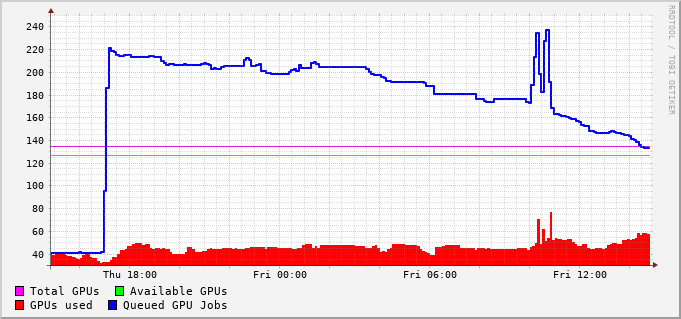 240
220
200
180
160
140
120
100
80
60
40
Thu 18:00 Fri 00:00 Fri 06:00 Fri 12:00
Total GPUs Available GPUs
GPUs used Queued GPU Jobs
RRDTOOL / TOBI OETIKER